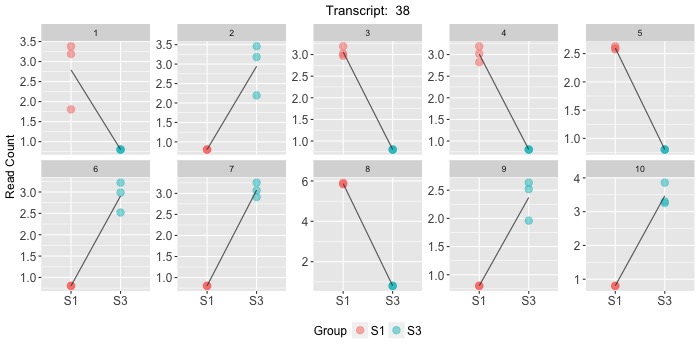 Transcript: 38
1 2 3 4 5
3.5 3.5
3.0 3.0 3.0 3.0 2.5
2.5 2.5 2.5 2.5 2.0
2.0 2.0 2.0 2.0 1.5
1.5 1.5 1.5 1.5
1.0 1.0 1.0 1.0 1.0
Read Count
6 7 8 9 10
3.0 3.0 6 2.5 4
2.5 2.5 4 2.0 3
2.0 2.0 1.5 2
1.5 1.5 2
1.0 1.0 1.0 1
S1 S3 S1 S3 S1 S3 S1 S3 S1 S3
Group S1 S3